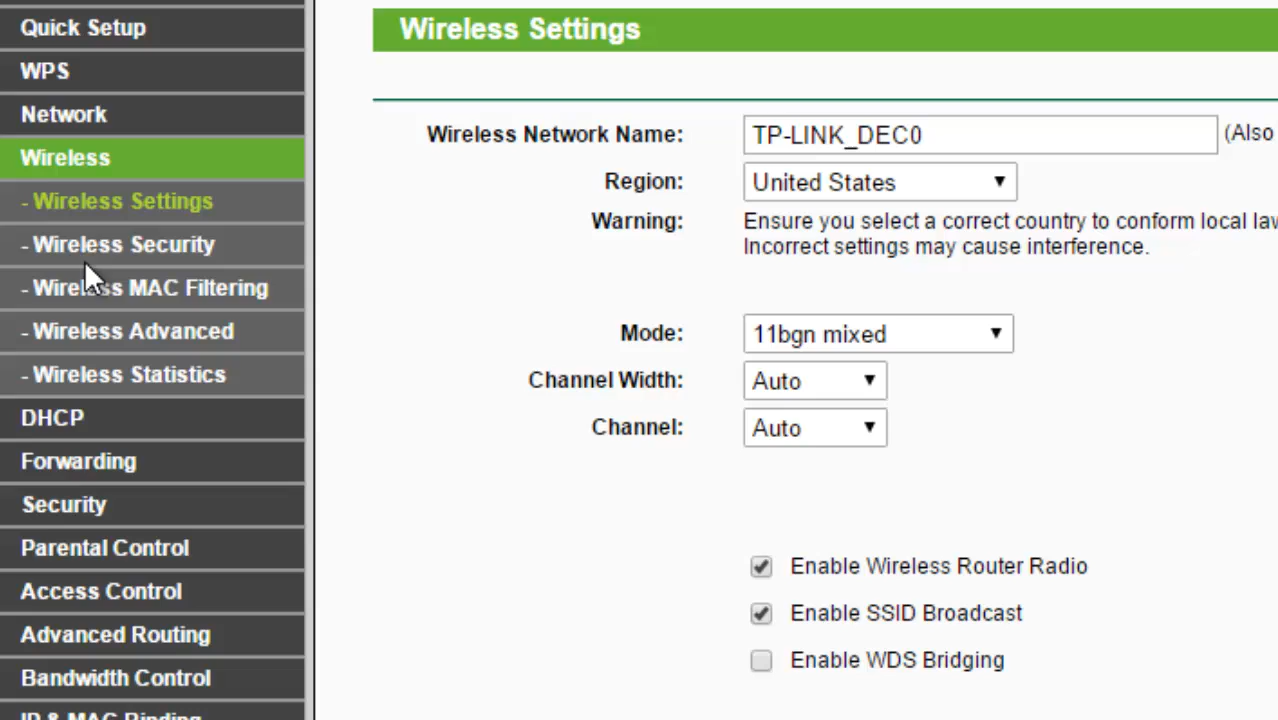 Quick Setup
WPS
Network
Wireless
- Wireless Settings
- Wireless Security
- Wireless MAC Filtering
- Wireless Advanced
- Wireless Statistics
DHCP
Forwarding
Security
Parental Control
Access Control
Advanced Routing
Bandwidth Control
IP & MAC Binding
Wireless Settings
Wireless Network Name: TP-LINK_DEC0 (Also
Region: United States
Warning: Ensure you select a correct country to conform local law
Incorrect settings may cause interference.
Mode: 11bgn mixed
Channel Width: Auto
Channel: Auto
Enable Wireless Router Radio
Enable SSID Broadcast
Enable WDS Bridging